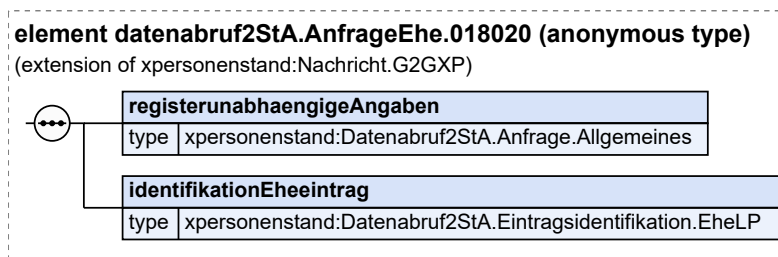 element datenabruf2StA.AnfrageEhe.018020 (anonymous type)
(extension of xpersonenstand:Nachricht.G2GXP)
registerunabhaengigeAngaben
type xpersonenstand:Datenabruf2StA.Anfrage.Allgemeines
identifikationEheeintrag
type xpersonenstand:Datenabruf2StA.Eintragsidentifikation.EheLP